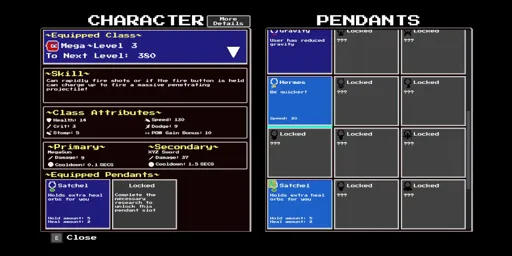 CHARACTER
More
Details
~Equipped Class~
Mega~Level 3
To Next Level: 380
~Skill~
Can rapidly fire shots or if the fire button is held
can charge up to fire a massive penetrating
projectile!
~Class Attributes~
Health: 14
Speed: 130
Crit: 3
Dodge: 9
Stomp: 5
POW Gain Bonus: 10
~Primary~
MegaGun
Damage: 9
Cooldown: 0.1 SECS
~Secondary~
XYZ Sword
Damage: 37
Cooldown: 1.5 SECS
~Equipped Pendants~
Satchel
Holds extra heal
orbs for you
Hold amount: 5
Heal amount: 2
Locked
Complete the
necessary
research to
unlock this
pendant slot
E Close
PENDANTS
Gravity
User has reduced
gravity
Locked
???
Locked
???
Hermes
Be quicker!
Speed: 20
Locked
???
Locked
???
Locked
???
Locked
???
Locked
???
Satchel
Holds extra heal
orbs for you
Hold amount: 5
Heal amount: 2
Locked
???
Locked
???